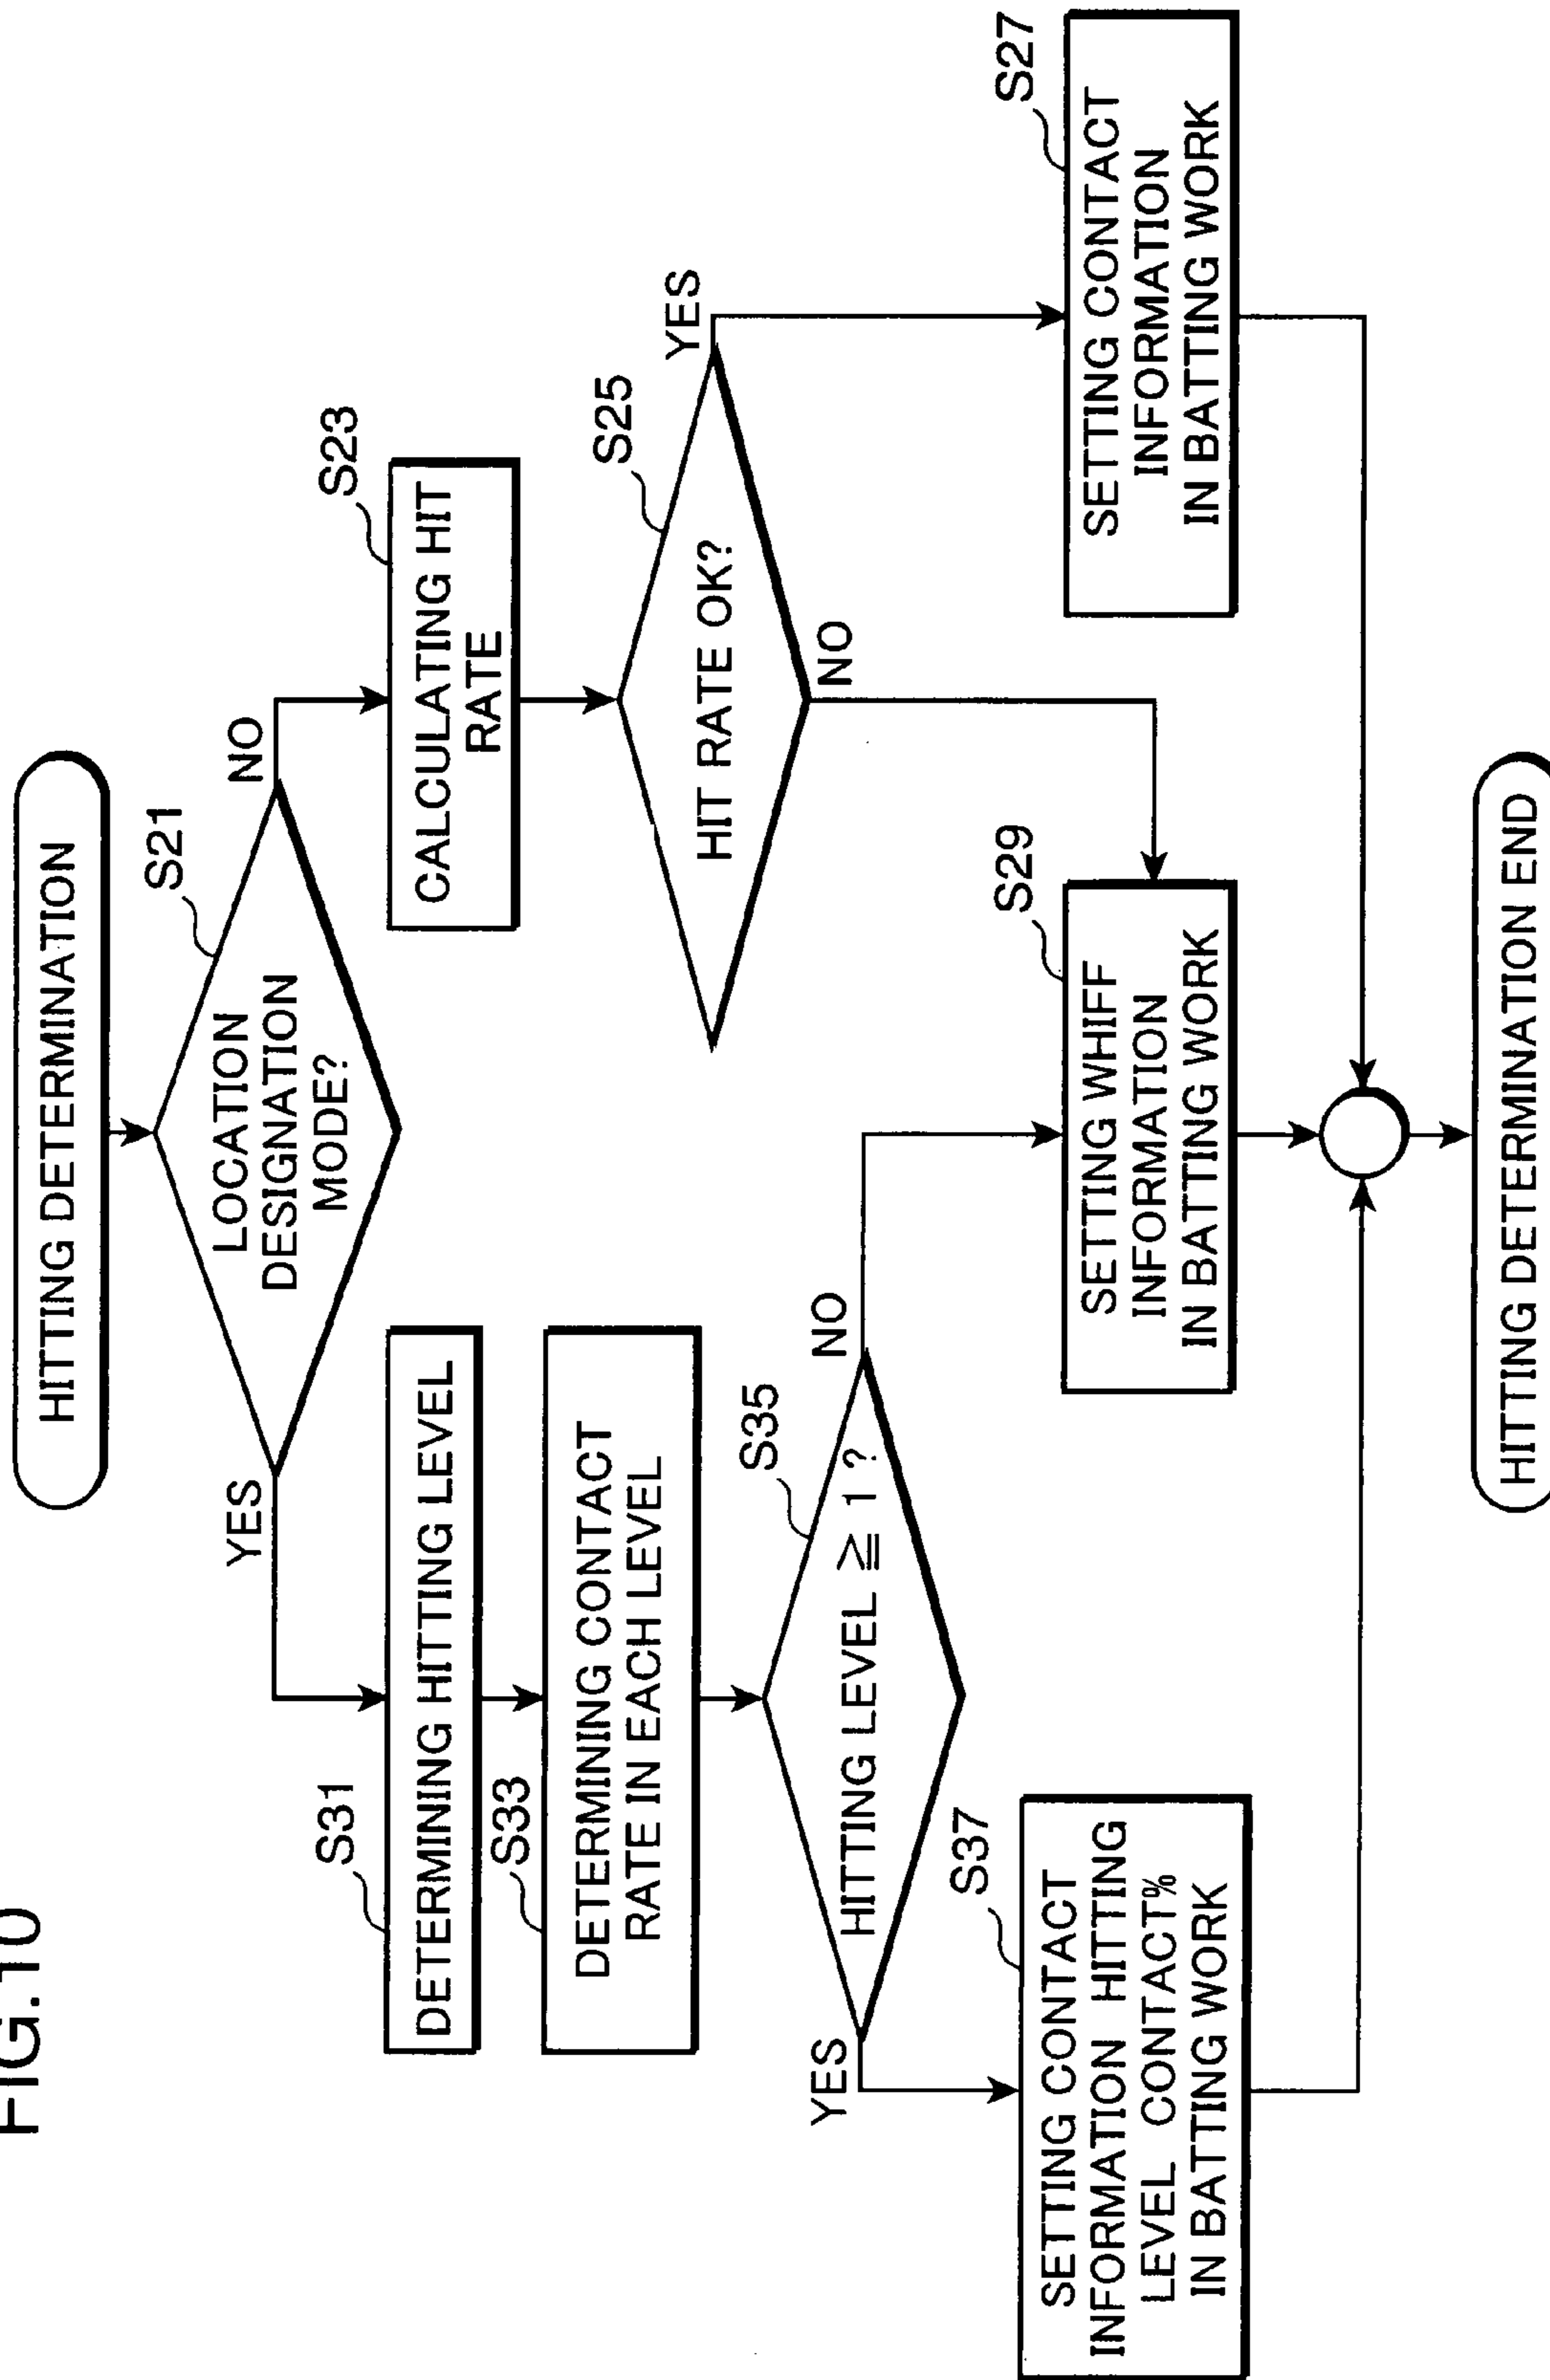 FIG.10
HITTING DETERMINATION
S21
LOCATION
DESIGNATION
MODE?
YES
NO
S31
DETERMINING HITTING LEVEL
S23
CALCULATING HIT
RATE
S33
DETERMINING CONTACT
RATE IN EACH LEVEL
S25
HIT RATE OK?
YES
NO
S35
HITTING LEVEL ≧ 1 ?
YES
NO
S37
SETTING CONTACT
INFORMATION HITTING
LEVEL CONTACT%
IN BATTING WORK
S29
SETTING WHIFF
INFORMATION
IN BATTING WORK
S27
SETTING CONTACT
INFORMATION
IN BATTING WORK
HITTING DETERMINATION END